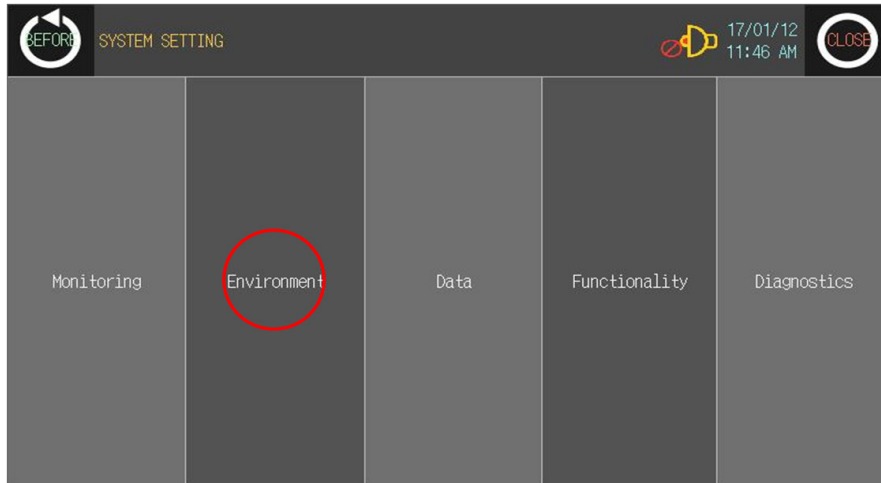 BEFORE
SYSTEM SETTING
17/01/12
11:46 AM
CLOSE
Monitoring
Environment
Data
Functionality
Diagnostics